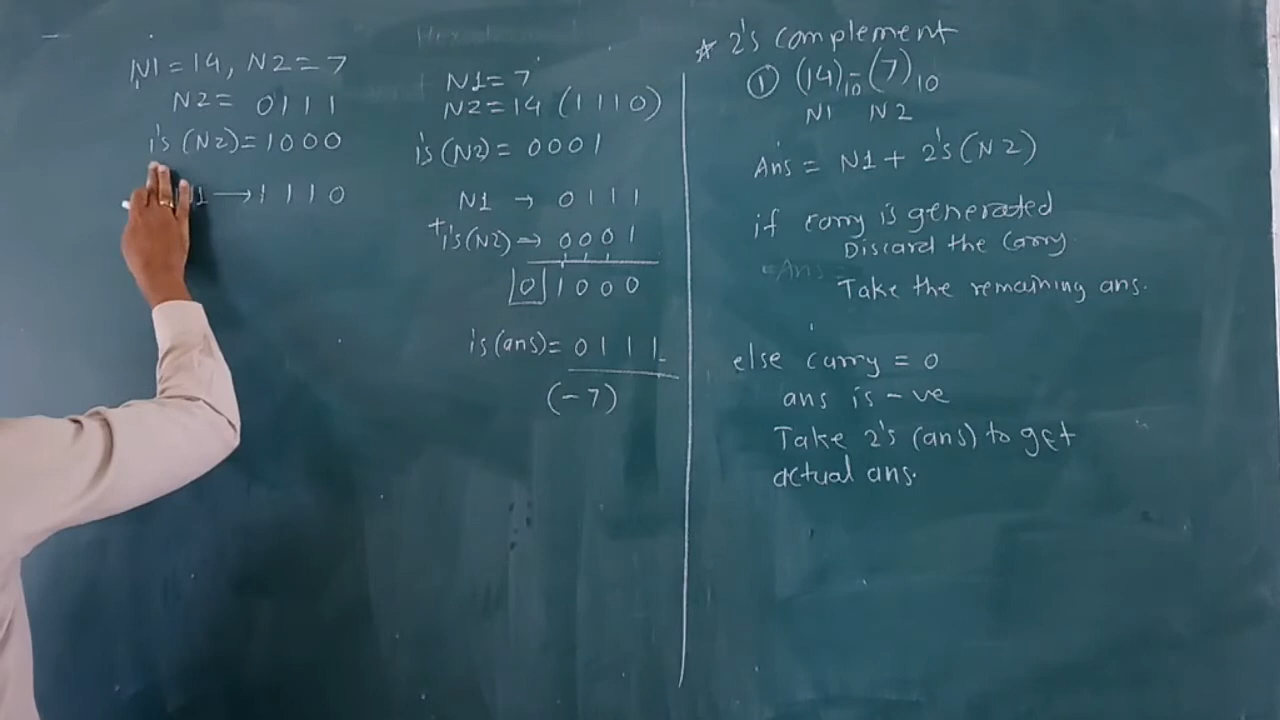 N1 = 14, N2 = 7
N2 = 0111
1's (N2) = 1000
1 → 1110
N1 = 7
N2 = 14 (1110)
1's (N2) = 0001
N1 → 0111
+ 1's (N2) → 0001
0 1000
1's (ans) = 0111
(-7)
* 2's complement
① (14)10 - (7)10
N1 N2
Ans = N1 + 2's (N2)
if carry is generated
Discard the carry
Ans =
Take the remaining ans.
else carry = 0
ans is -ve
Take 2's (ans) to get
actual ans.